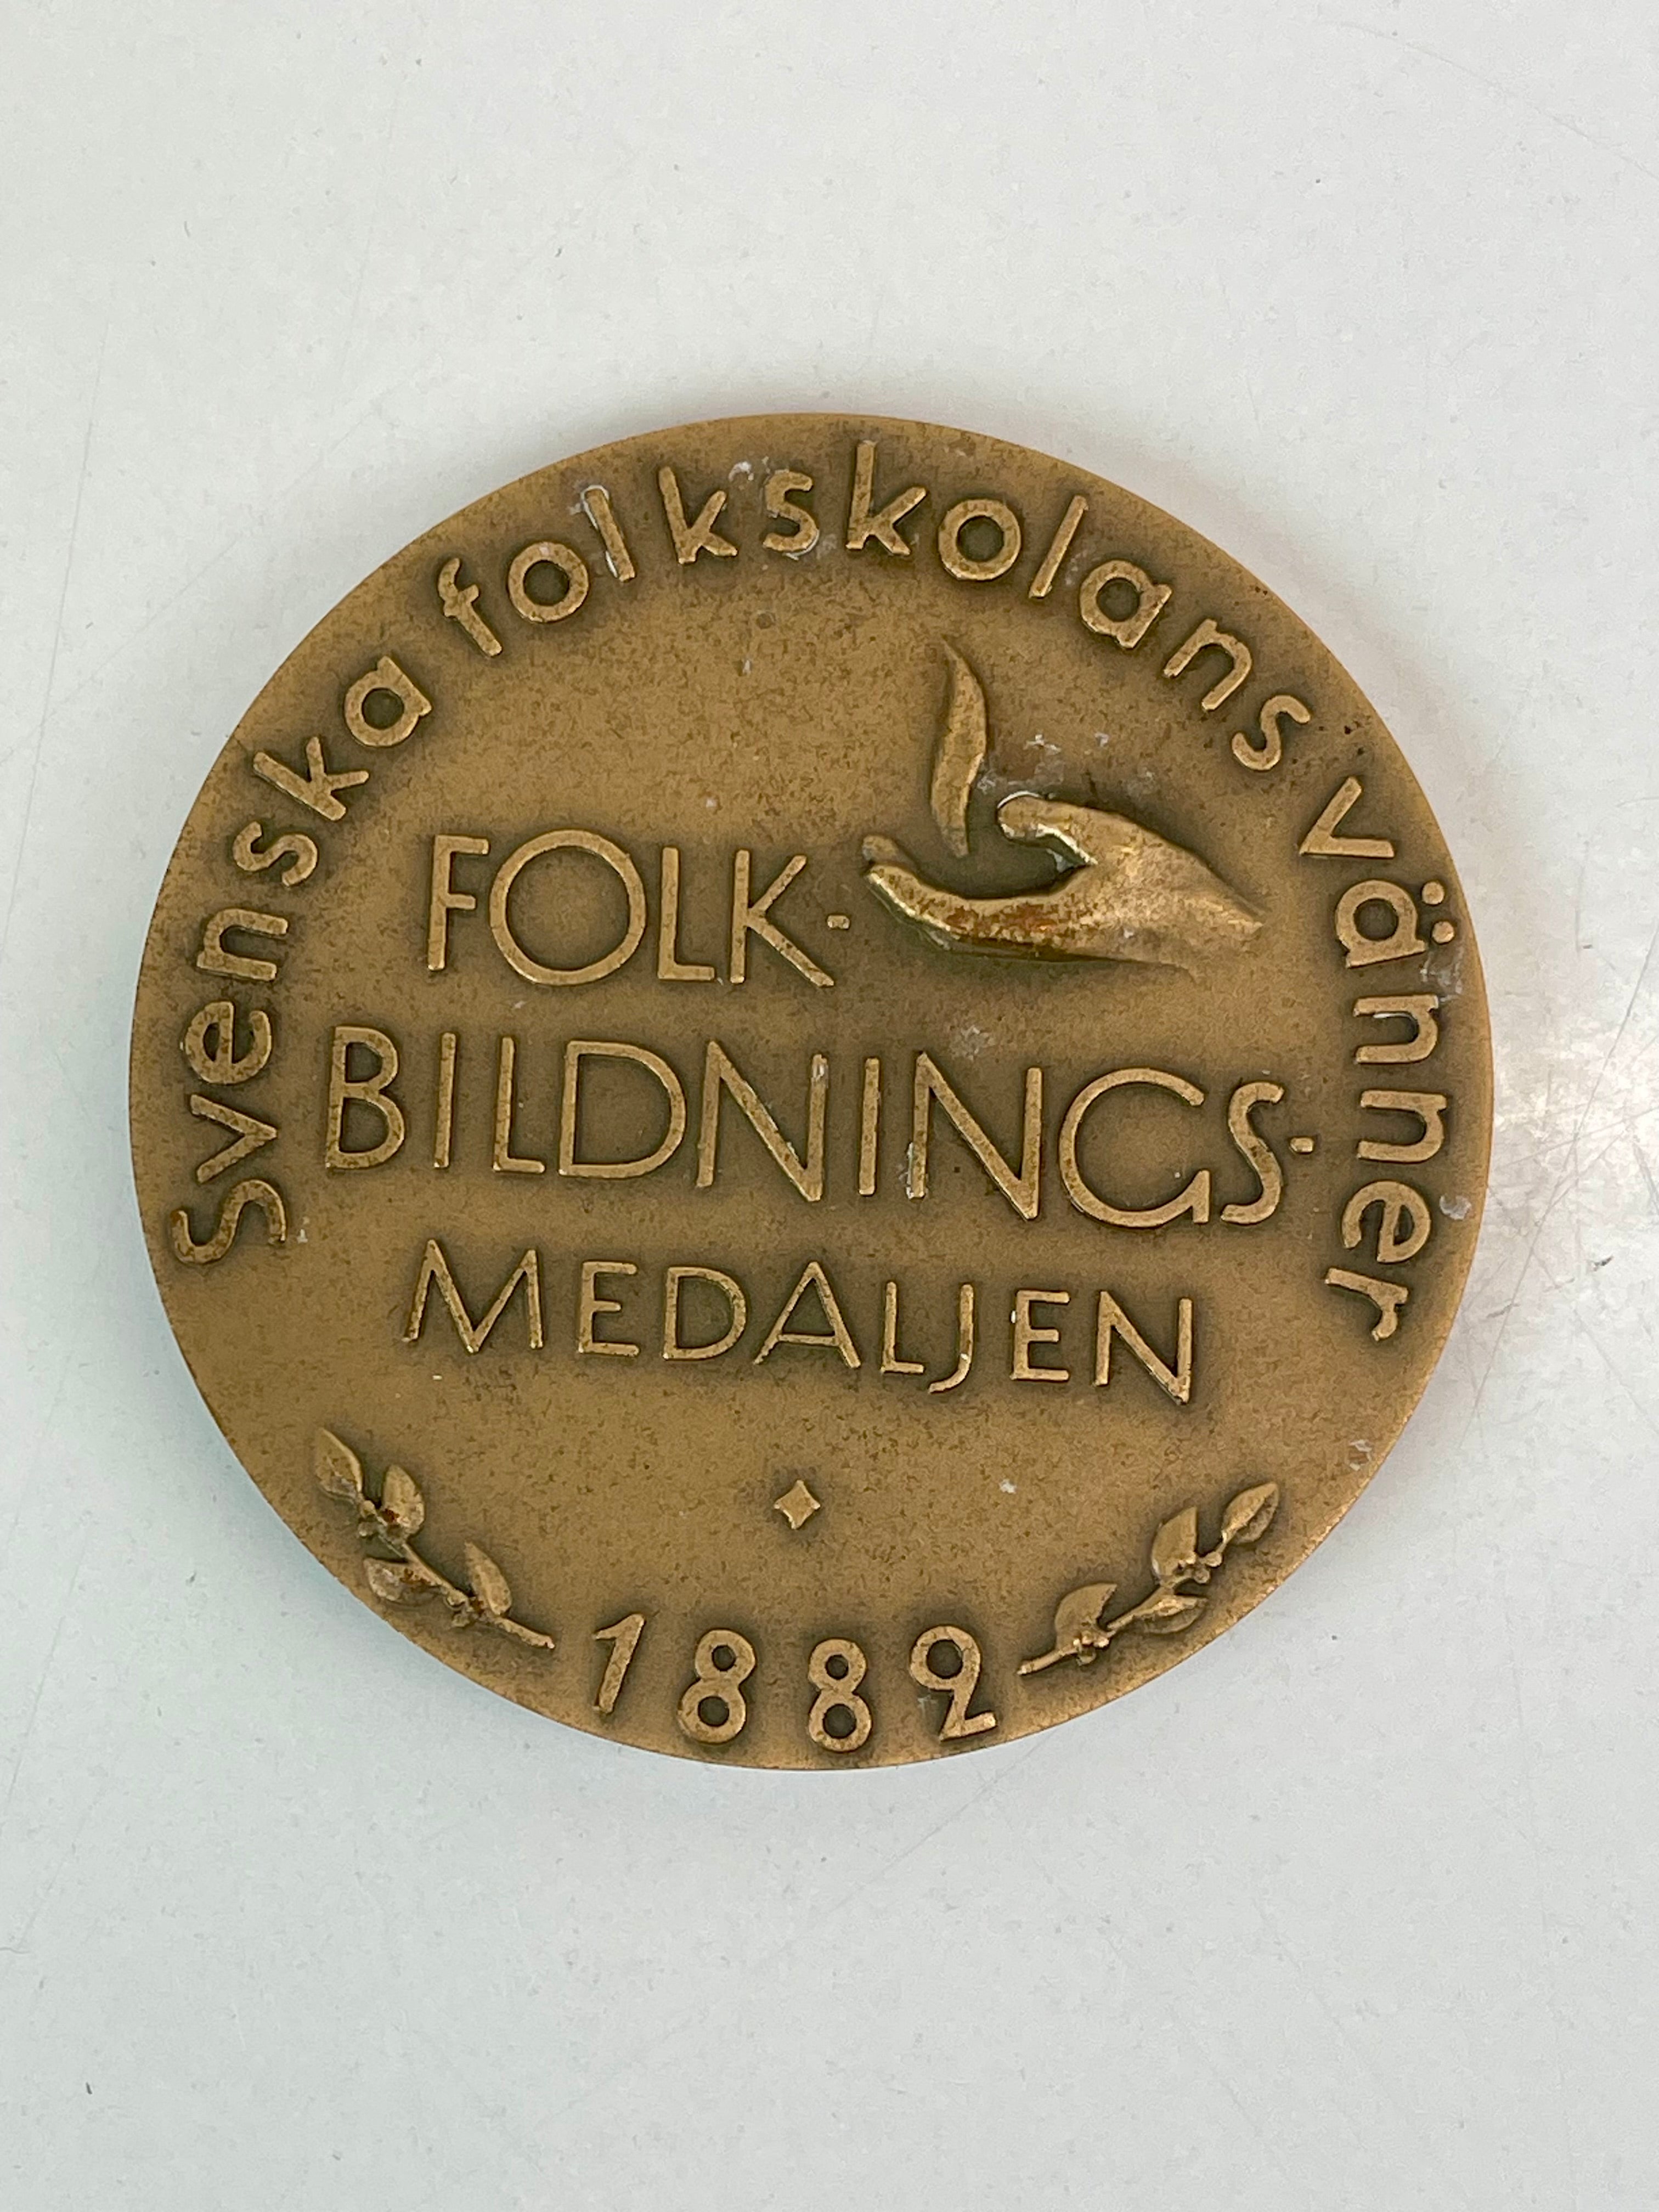 Svenska folkskolans vänner
FOLK-
BILDNINGS-
MEDALJEN
1882